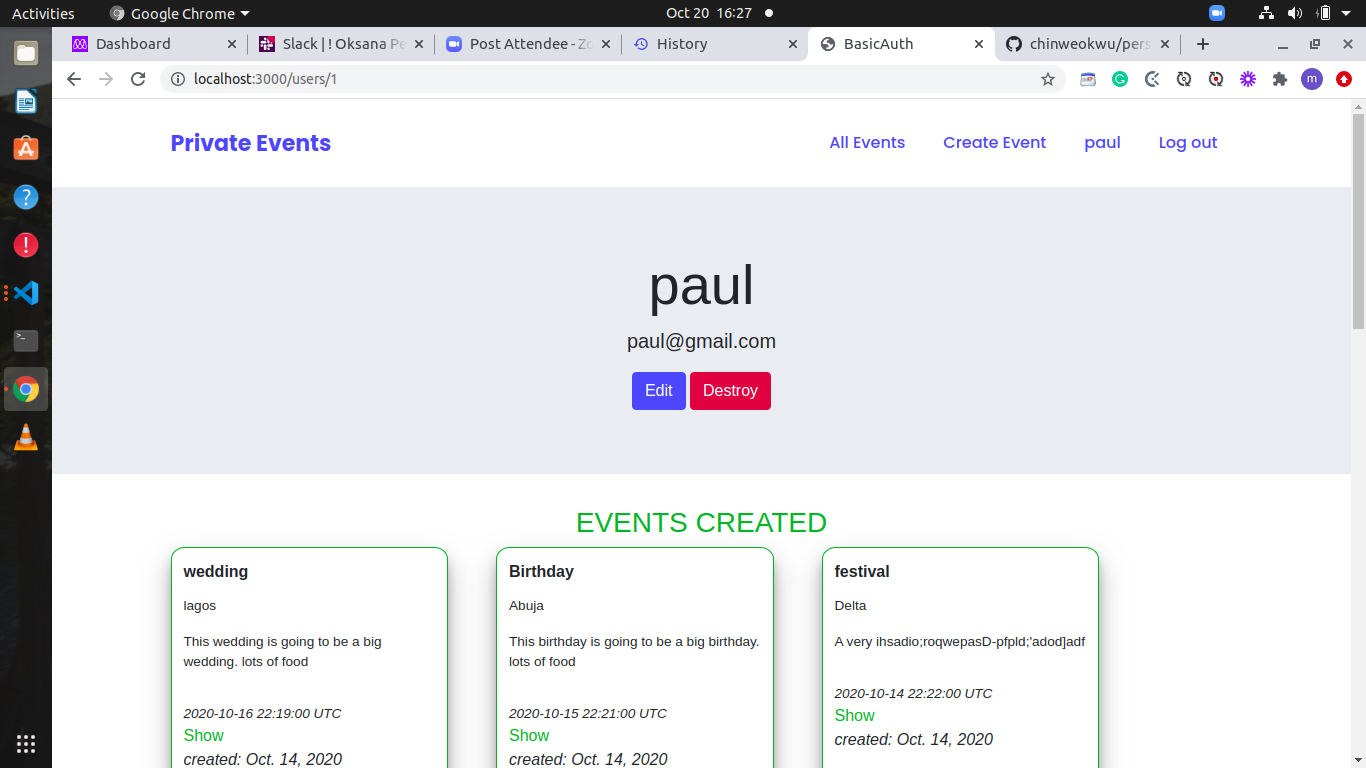 Activities
Google Chrome
Oct 20 16:27
Dashboard
Slack | ! Oksana Pe
Post Attendee - Zo
History
BasicAuth
chinweokwu/pers
localhost:3000/users/1
m
Private Events
All Events
Create Event
paul
Log out
paul
paul@gmail.com
Edit
Destroy
EVENTS CREATED
wedding
lagos
This wedding is going to be a big
wedding. lots of food
2020-10-16 22:19:00 UTC
Show
created: Oct. 14, 2020
Birthday
Abuja
This birthday is going to be a big birthday.
lots of food
2020-10-15 22:21:00 UTC
Show
created: Oct. 14, 2020
festival
Delta
A very ihsadio;roqwepasD-pfpld;'adod]adf
2020-10-14 22:22:00 UTC
Show
created: Oct. 14, 2020